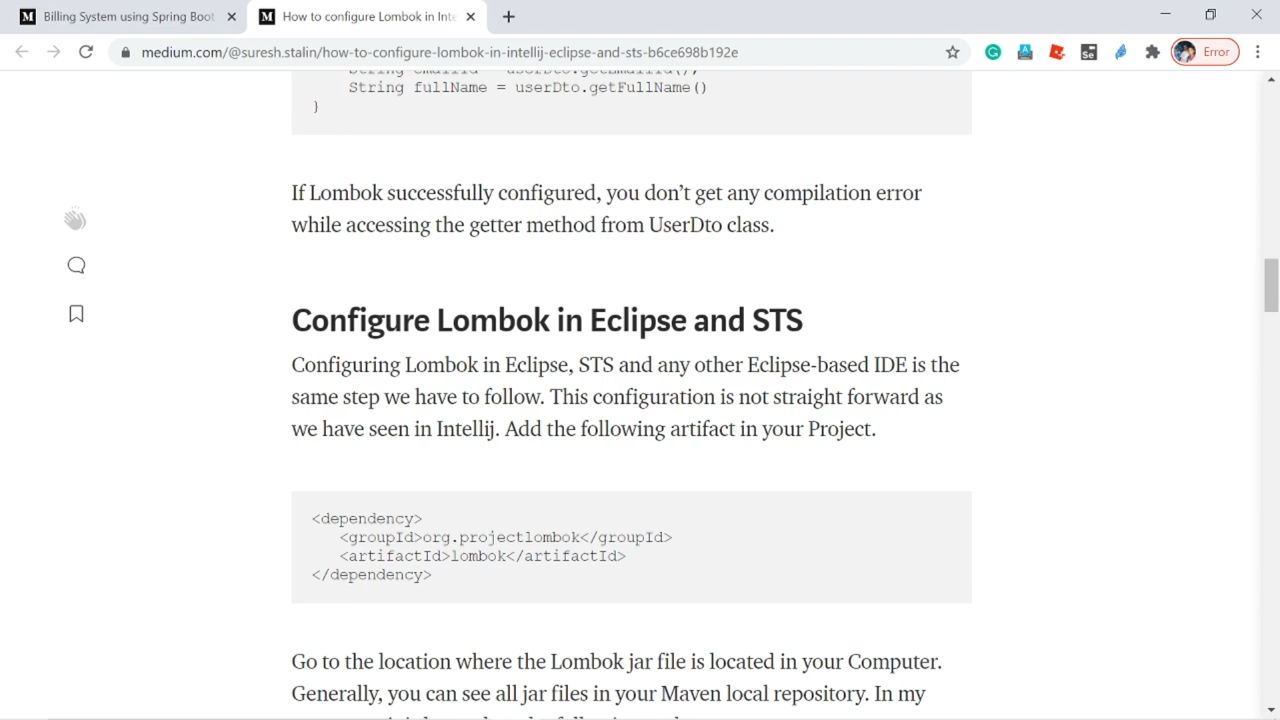 Billing System using Spring Boot
How to configure Lombok in Inte
medium.com/@suresh.stalin/how-to-configure-lombok-in-intellij-eclipse-and-sts-b6ce698b192e
Error
String emailId = userDto.getEmailId();
String fullName = userDto.getFullName()
}
If Lombok successfully configured, you don’t get any compilation error
while accessing the getter method from UserDto class.
Configure Lombok in Eclipse and STS
Configuring Lombok in Eclipse, STS and any other Eclipse-based IDE is the
same step we have to follow. This configuration is not straight forward as
we have seen in Intellij. Add the following artifact in your Project.
<dependency>
<groupId>org.projectlombok</groupId>
<artifactId>lombok</artifactId>
</dependency>
Go to the location where the Lombok jar file is located in your Computer.
Generally, you can see all jar files in your Maven local repository. In my